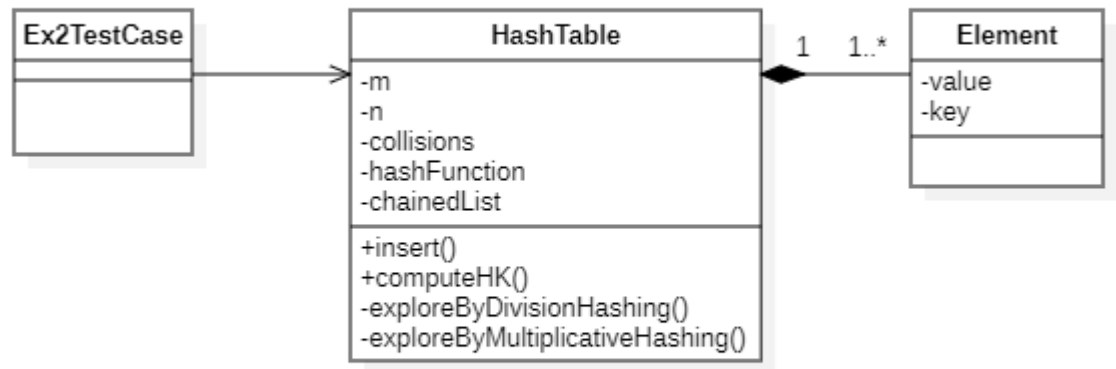 Ex2TestCase
HashTable
-m
-n
-collisions
-hashFunction
-chainedList
+insert()
+computeHK()
-exploreByDivisionHashing()
-exploreByMultiplicativeHashing()
1 1..*
Element
-value
-key